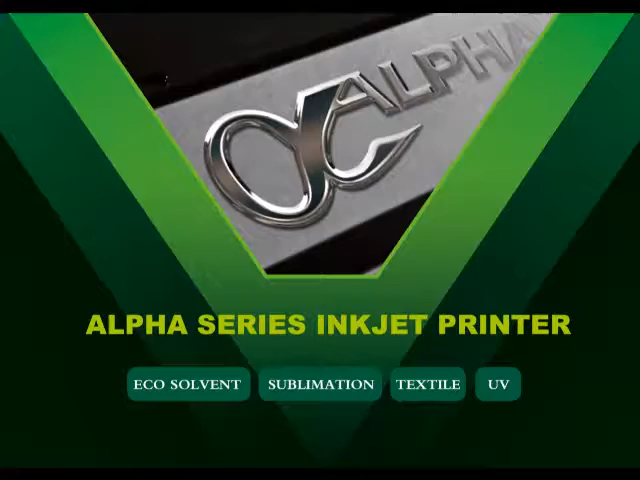 ALPHA
ALPHA SERIES INKJET PRINTER
ECO SOLVENT SUBLIMATION TEXTILE UV